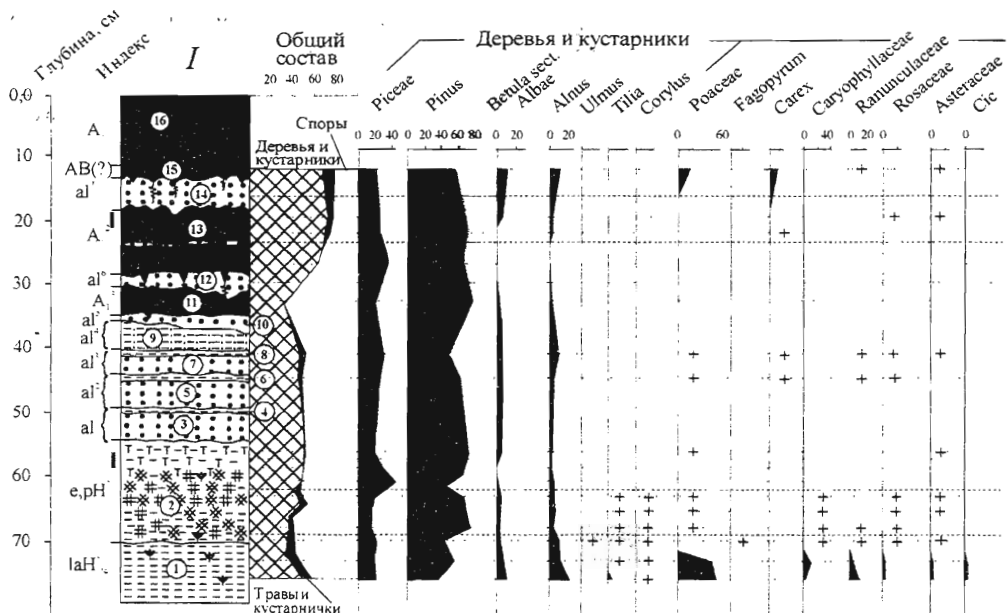 Глубина, см
Индекс
I
Общий
состав
20 40 60 80
Деревья и кустарники
Piceae
Pinus
Betula sect.
Albae
Alnus
Ulmus
Tilia
Corylus
Poaceae
Fagopyrum
Carex
Caryophyllaceae
Ranunculaceae
Rosaceae
Asteraceae
Cic
0 20 40
0 20 40 60 80
0 20
0 20
0 60
0
0 40
0 20
0
0
0
Споры
Деревья и
кустарники
Травы и
кустарнички
0,0
10
20
30
40
50
60
70
A
AB(?)
al
A
al
A
al
al
al
al
al
e,pH
laH
16
15
14
13
12
11
10
9
8
7
6
5
4
3
2
1